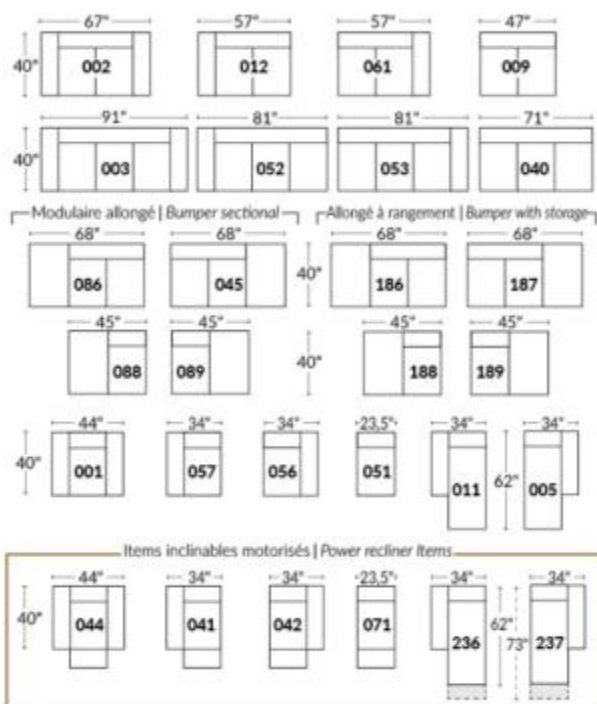 67" 57" 57" 47"
40" 002 012 061 009
91" 81" 81" 71"
40" 003 052 053 040
Modulaire allongé | Bumper sectional
Allongé à rangement | Bumper with storage
68" 68" 68" 68"
086 045 40" 186 187
45" 45" 45" 45"
088 089 40" 188 189
44" 34" 34" 23,5" 34" 34"
40" 001 057 056 051 011 62" 005
Items inclinables motorisés | Power recliner Items
44" 34" 34" 23,5" 34" 34"
40" 044 041 042 071 236 62" 73" 237